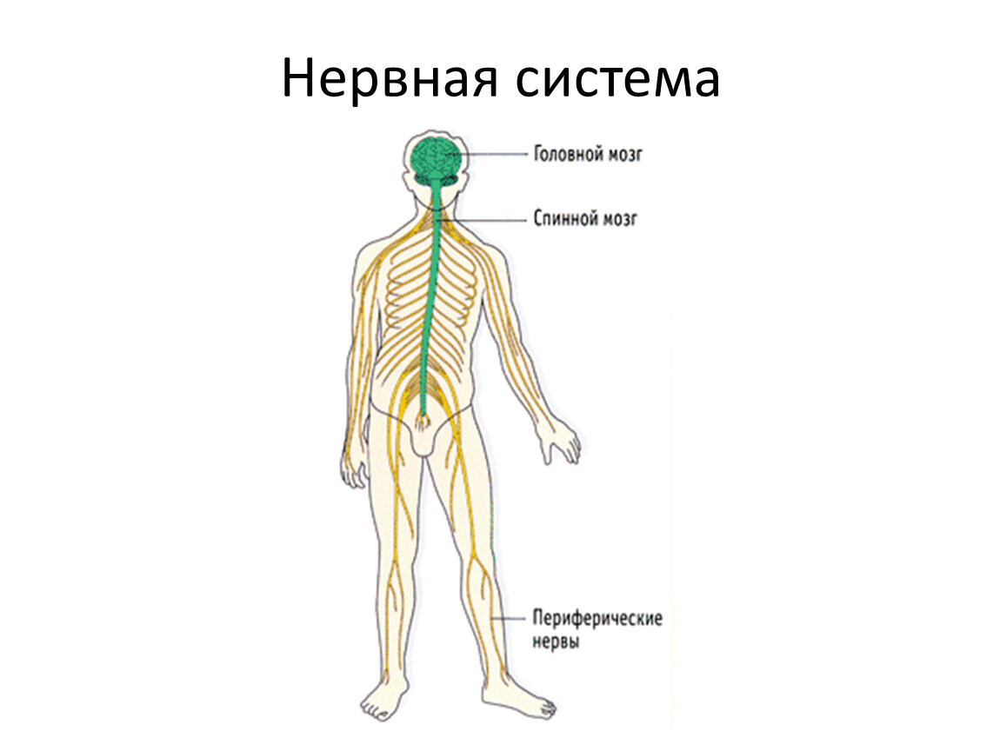 Нервная система
Головной мозг
Спинной мозг
Периферические
нервы